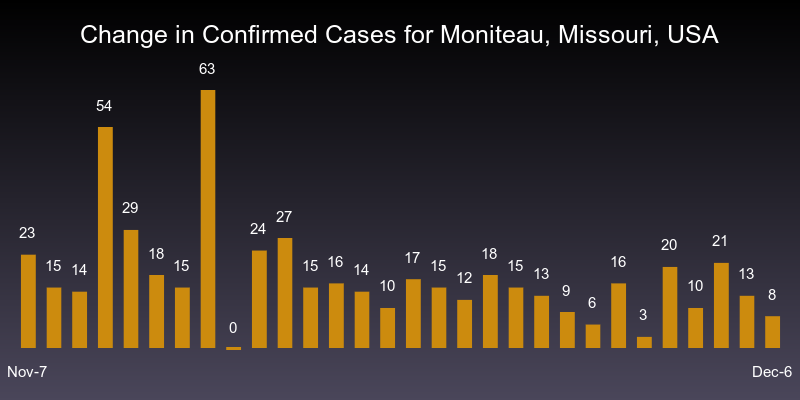 Change in Confirmed Cases for Moniteau, Missouri, USA
23 15 14 54 29 18 15 63 0 24 27 15 16 14 10 17 15 12 18 15 13 9 6 16 3 20 10 21 13 8
Nov-7 Dec-6